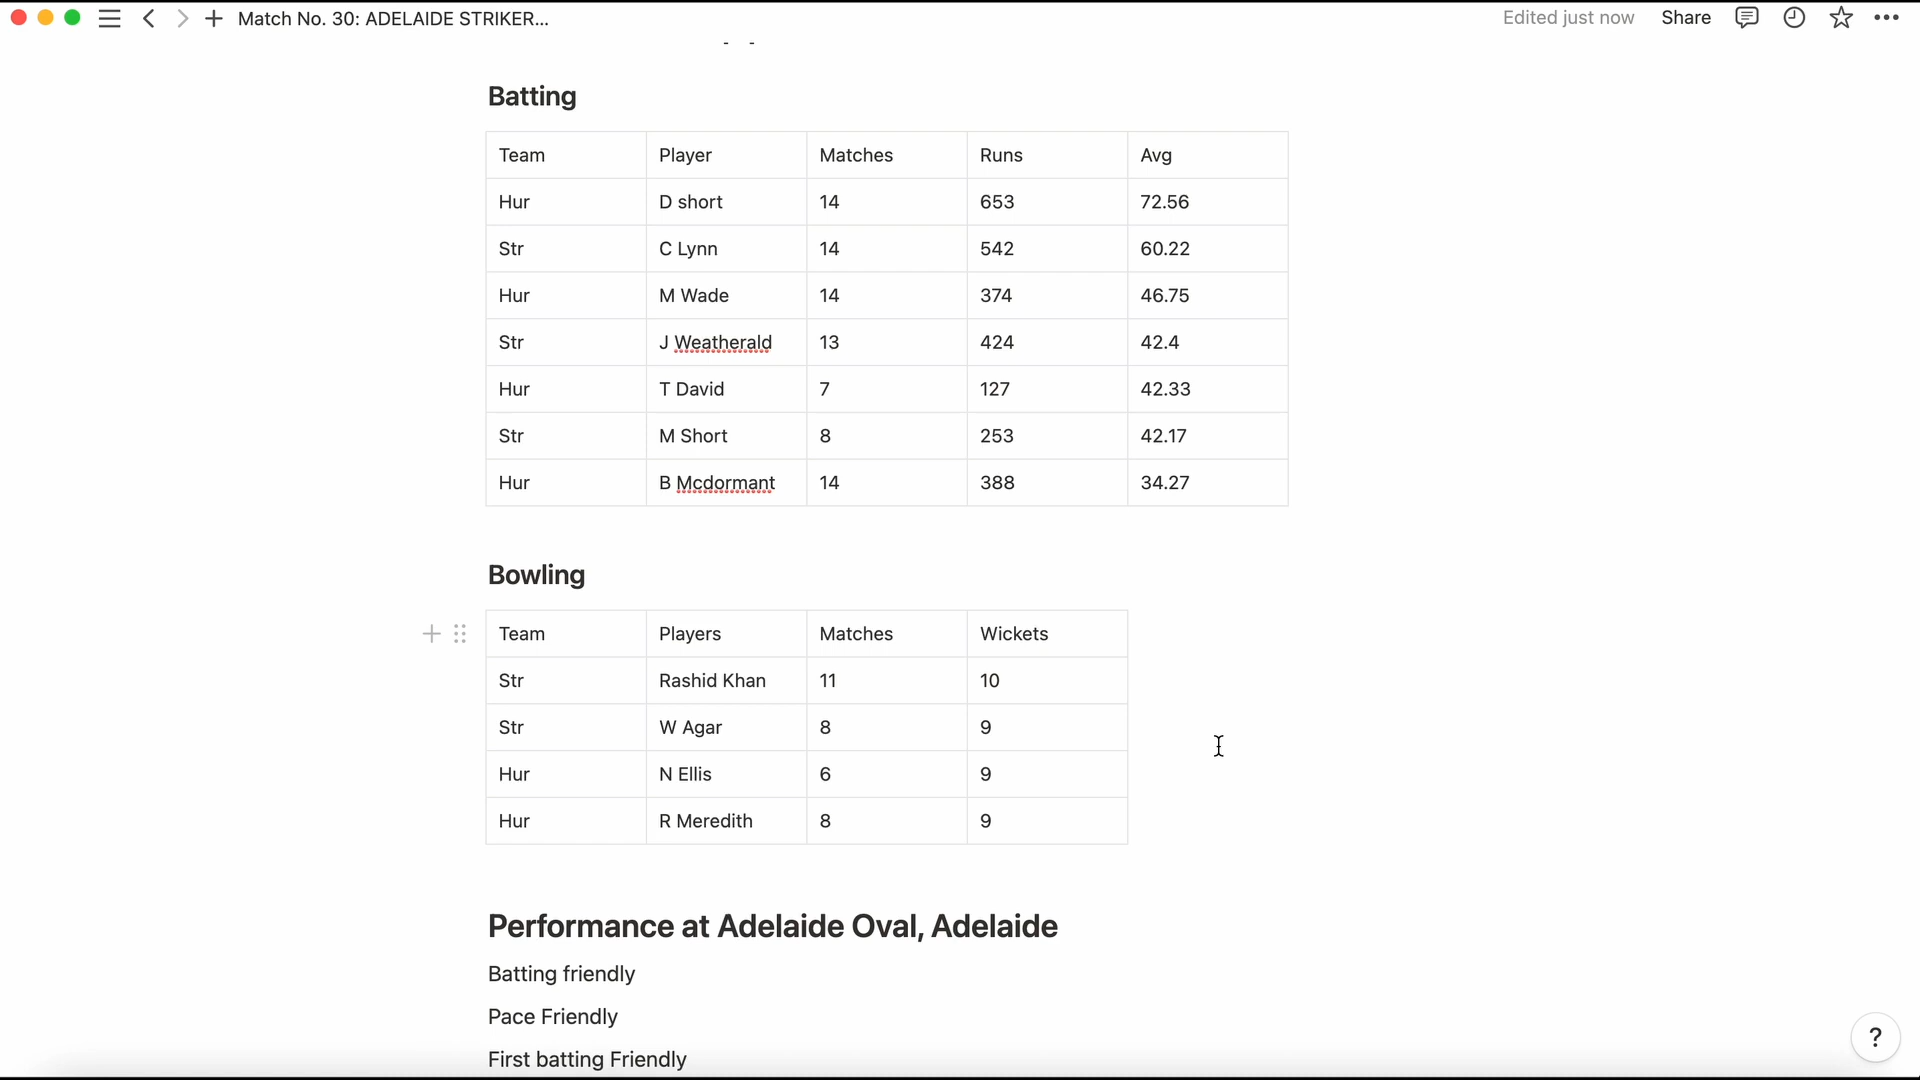 Match No. 30: ADELAIDE STRIKER...
Edited just now Share
Batting
Team Player Matches Runs Avg
Hur D short 14 653 72.56
Str C Lynn 14 542 60.22
Hur M Wade 14 374 46.75
Str J Weatherald 13 424 42.4
Hur T David 7 127 42.33
Str M Short 8 253 42.17
Hur B Mcdormant 14 388 34.27
Bowling
Team Players Matches Wickets
Str Rashid Khan 11 10
Str W Agar 8 9
Hur N Ellis 6 9
Hur R Meredith 8 9
Performance at Adelaide Oval, Adelaide
Batting friendly
Pace Friendly
First batting Friendly
?